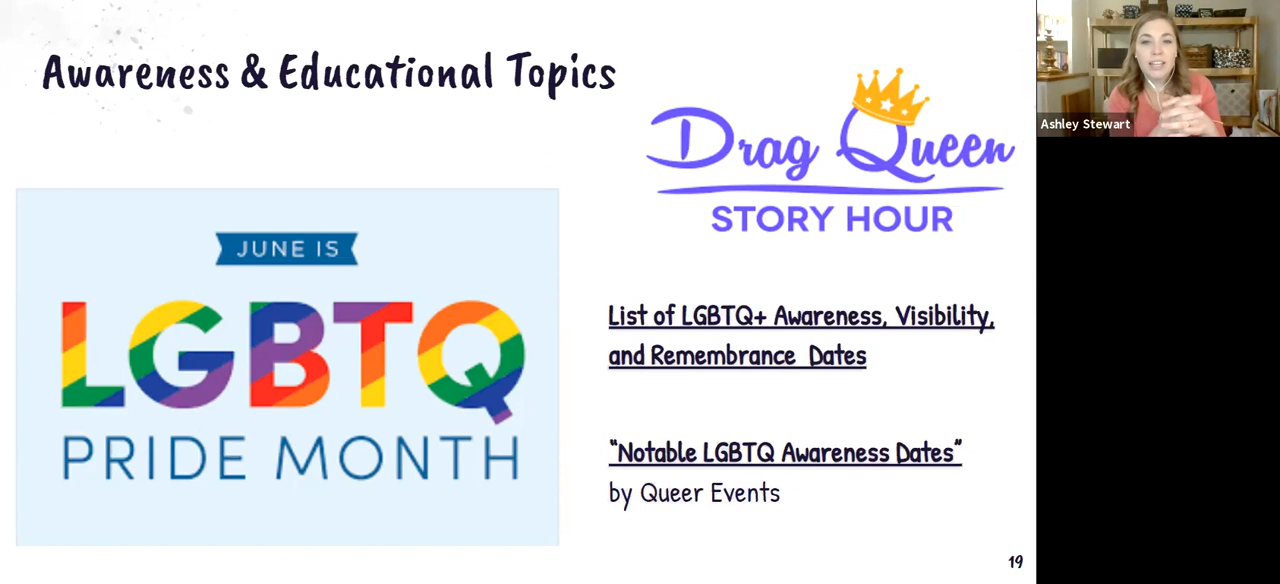 Awareness & Educational Topics
Drag Queen
STORY HOUR
JUNE IS
LGBTQ
PRIDE MONTH
List of LGBTQ+ Awareness, Visibility,
and Remembrance Dates
“Notable LGBTQ Awareness Dates”
by Queer Events
19
Ashley Stewart